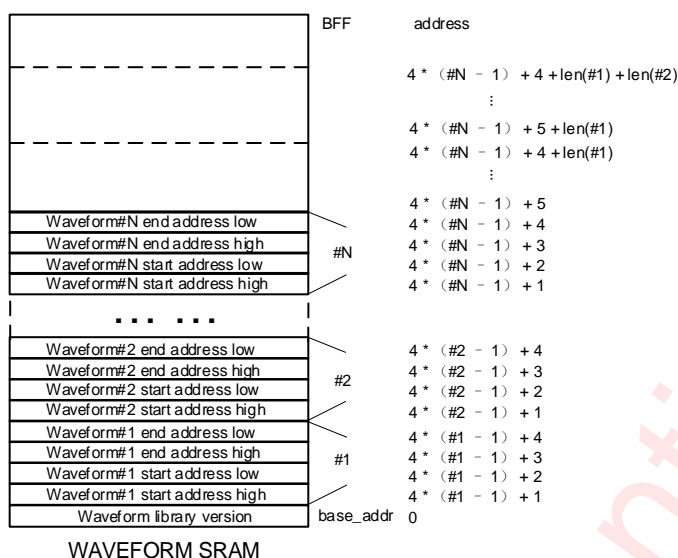 BFF address
4 * (#N - 1) + 4 + len(#1) + len(#2)
⋮
4 * (#N - 1) + 5 + len(#1)
4 * (#N - 1) + 4 + len(#1)
⋮
4 * (#N - 1) + 5
Waveform#N end address low 4 * (#N - 1) + 4
Waveform#N end address high 4 * (#N - 1) + 3
#N
Waveform#N start address low 4 * (#N - 1) + 2
Waveform#N start address high 4 * (#N - 1) + 1
... ...
Waveform#2 end address low 4 * (#2 - 1) + 4
Waveform#2 end address high 4 * (#2 - 1) + 3
#2
Waveform#2 start address low 4 * (#2 - 1) + 2
Waveform#2 start address high 4 * (#2 - 1) + 1
Waveform#1 end address low 4 * (#1 - 1) + 4
Waveform#1 end address high 4 * (#1 - 1) + 3
#1
Waveform#1 start address low 4 * (#1 - 1) + 2
Waveform#1 start address high 4 * (#1 - 1) + 1
Waveform library version base_addr 0
WAVEFORM SRAM